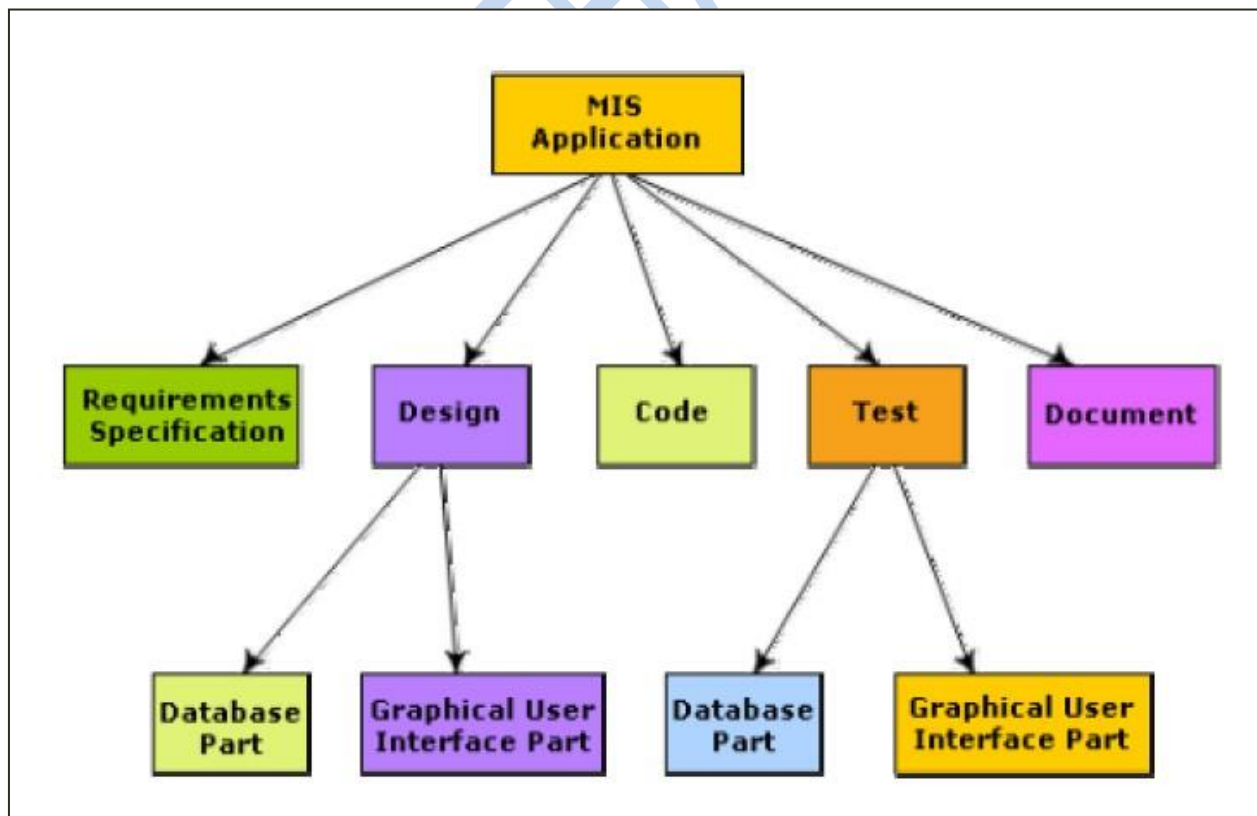 MIS
Application
Requirements
Specification
Design
Code
Test
Document
Database
Part
Graphical User
Interface Part
Database
Part
Graphical User
Interface Part